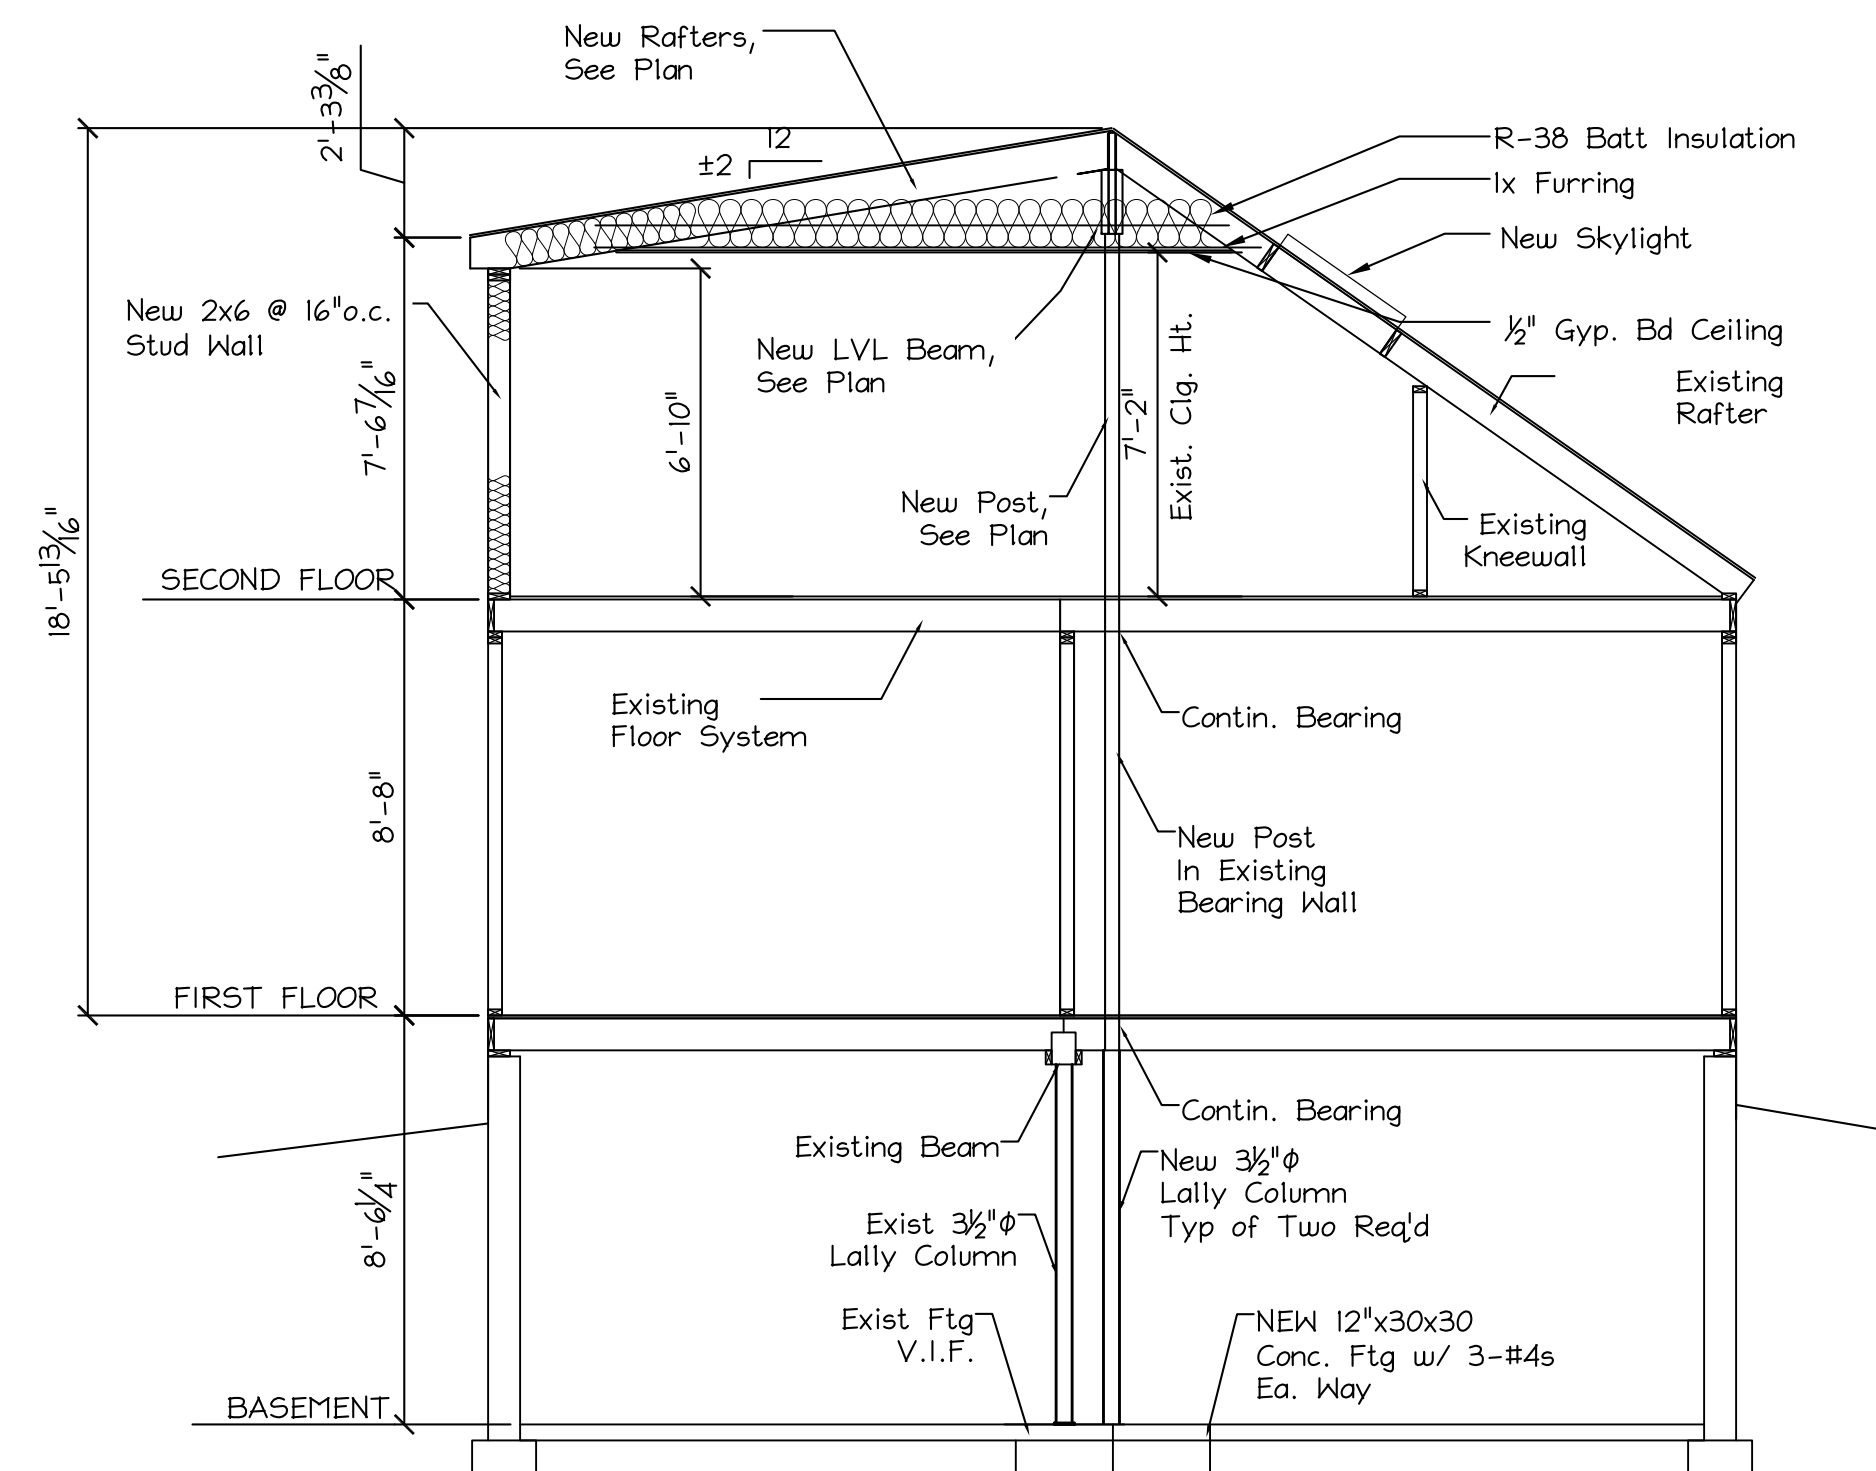 New Rafters,
See Plan
2'-3 3/8"
12
±2
R-38 Batt Insulation
1x Furring
New Skylight
½" Gyp. Bd Ceiling
Existing
Rafter
New 2x6 @ 16"o.c.
Stud Wall
7'-6 7/16"
6'-10"
New LVL Beam,
See Plan
7'-2"
Exist. Clg. Ht.
New Post,
See Plan
Existing
Kneewall
18'-5 13/16"
SECOND FLOOR
Existing
Floor System
Contin. Bearing
8'-8"
New Post
In Existing
Bearing Wall
FIRST FLOOR
Contin. Bearing
Existing Beam
New 3½"ϕ
Lally Column
Typ of Two Req'd
8'-6¼"
Exist 3½"ϕ
Lally Column
Exist Ftg
V.I.F.
NEW 12"x30x30
Conc. Ftg w/ 3-#4s
Ea. Way
BASEMENT